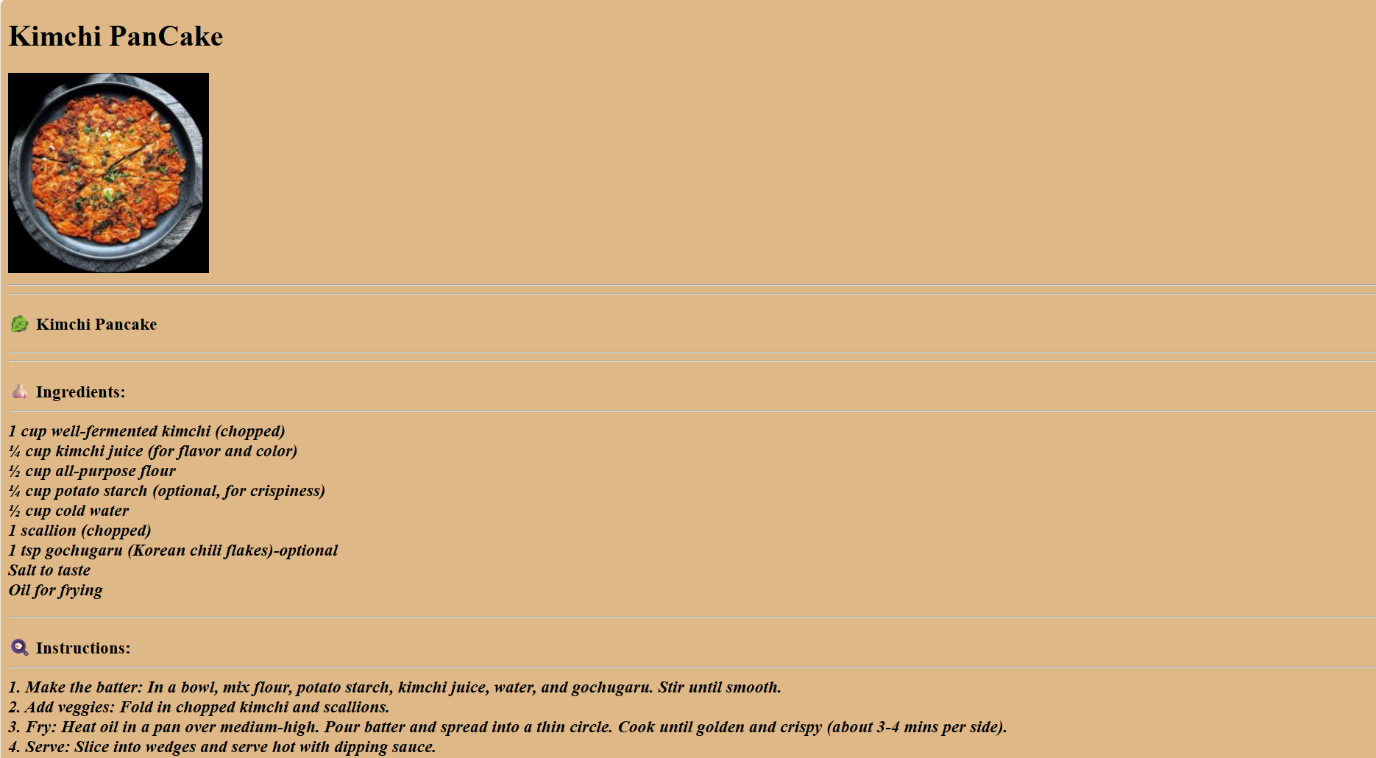 Kimchi PanCake
🥬 Kimchi Pancake
🧄 Ingredients:
1 cup well-fermented kimchi (chopped)
¼ cup kimchi juice (for flavor and color)
½ cup all-purpose flour
¼ cup potato starch (optional, for crispiness)
½ cup cold water
1 scallion (chopped)
1 tsp gochugaru (Korean chili flakes)-optional
Salt to taste
Oil for frying
🍳 Instructions:
1. Make the batter: In a bowl, mix flour, potato starch, kimchi juice, water, and gochugaru. Stir until smooth.
2. Add veggies: Fold in chopped kimchi and scallions.
3. Fry: Heat oil in a pan over medium-high. Pour batter and spread into a thin circle. Cook until golden and crispy (about 3-4 mins per side).
4. Serve: Slice into wedges and serve hot with dipping sauce.